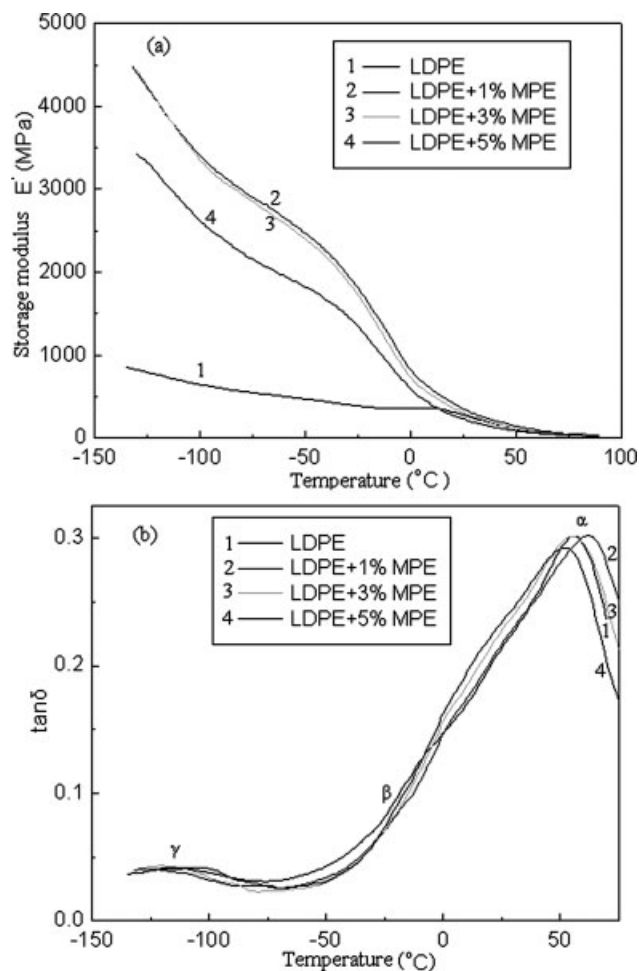 5000
(a)
1 LDPE
2 LDPE+1% MPE
3 LDPE+3% MPE
4 LDPE+5% MPE
4000
3000
2000
1000
0
Storage modulus E' (MPa)
2
3
4
1
-150 -100 -50 0 50 100
Temperature (°C)
(b)
1 LDPE
2 LDPE+1% MPE
3 LDPE+3% MPE
4 LDPE+5% MPE
0.3
0.2
0.1
0.0
tanδ
α
2
3
1
4
β
γ
-150 -100 -50 0 50
Temperature (°C)